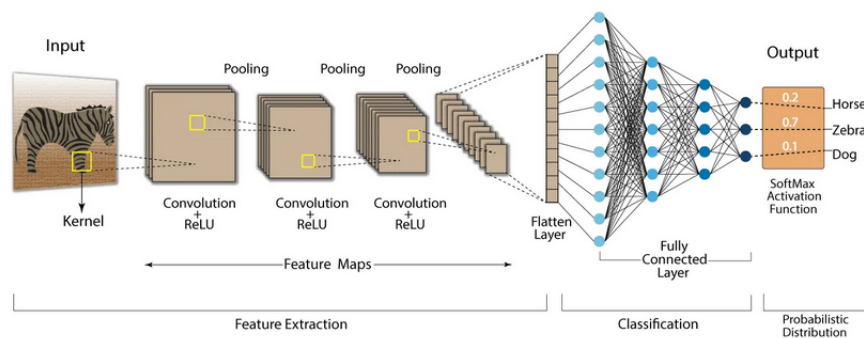 Input
Kernel
Pooling
Pooling
Pooling
Convolution
+
ReLU
Convolution
+
ReLU
Convolution
+
ReLU
Feature Maps
Flatten
Layer
Fully
Connected
Layer
Output
0.2
0.7
0.1
Horse
Zebra
Dog
SoftMax
Activation
Function
Feature Extraction
Classification
Probabilistic
Distribution